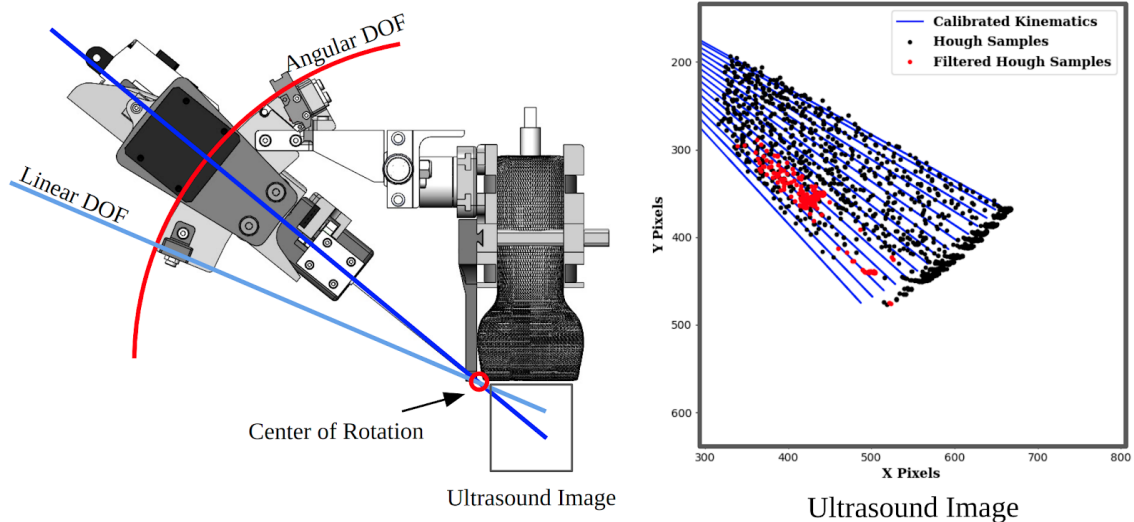 Angular DOF
Linear DOF
Center of Rotation
Ultrasound Image
Calibrated Kinematics
Hough Samples
Filtered Hough Samples
200
300
400
500
600
Y Pixels
300
400
500
600
700
800
X Pixels
Ultrasound Image